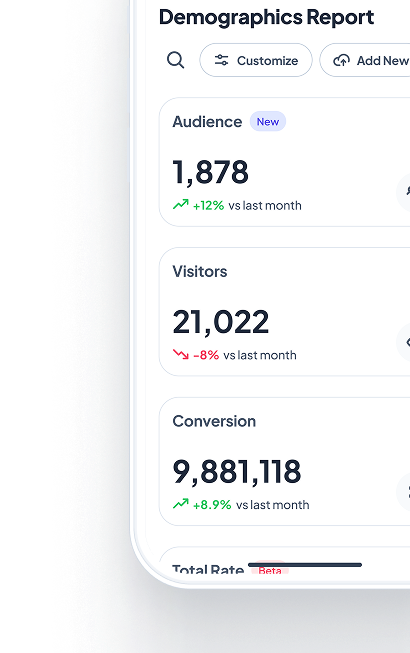 Demographics Report
Customize
Add New
Audience New
1,878
+12% vs last month
Visitors
21,022
-8% vs last month
Conversion
9,881,118
+8.9% vs last month
Total Rate Beta